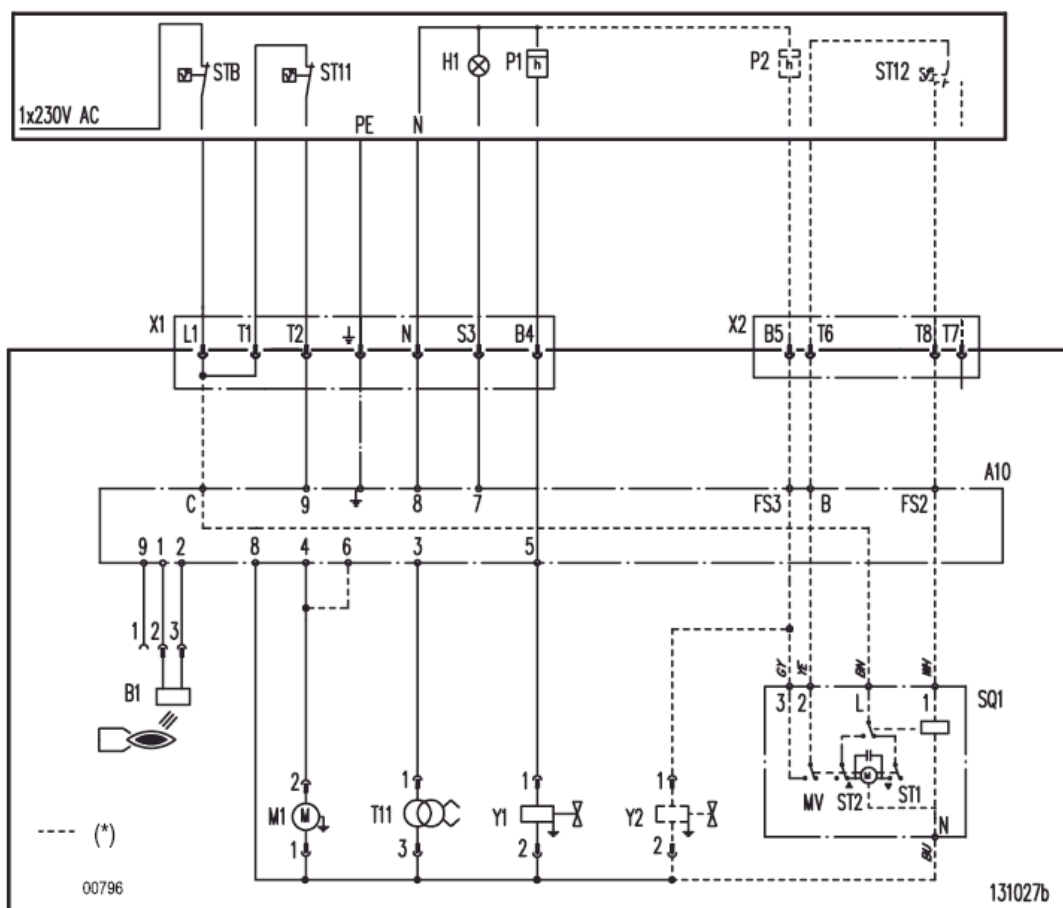 STB
ST11
H1
P1
h
P2
h
ST12
1x230V AC
PE
N
X1
L1
T1
T2
N
S3
B4
X2
B5
T6
T8
T7
A10
C
9
8
7
FS3
B
FS2
9
1
2
8
4
6
3
5
1
2
3
B1
GY
YE
BN
WH
3
2
L
1
SQ1
2
1
1
1
M1
M
T11
Y1
Y2
M
MV
ST2
ST1
N
1
3
2
2
BU
(*)
00796
131027b